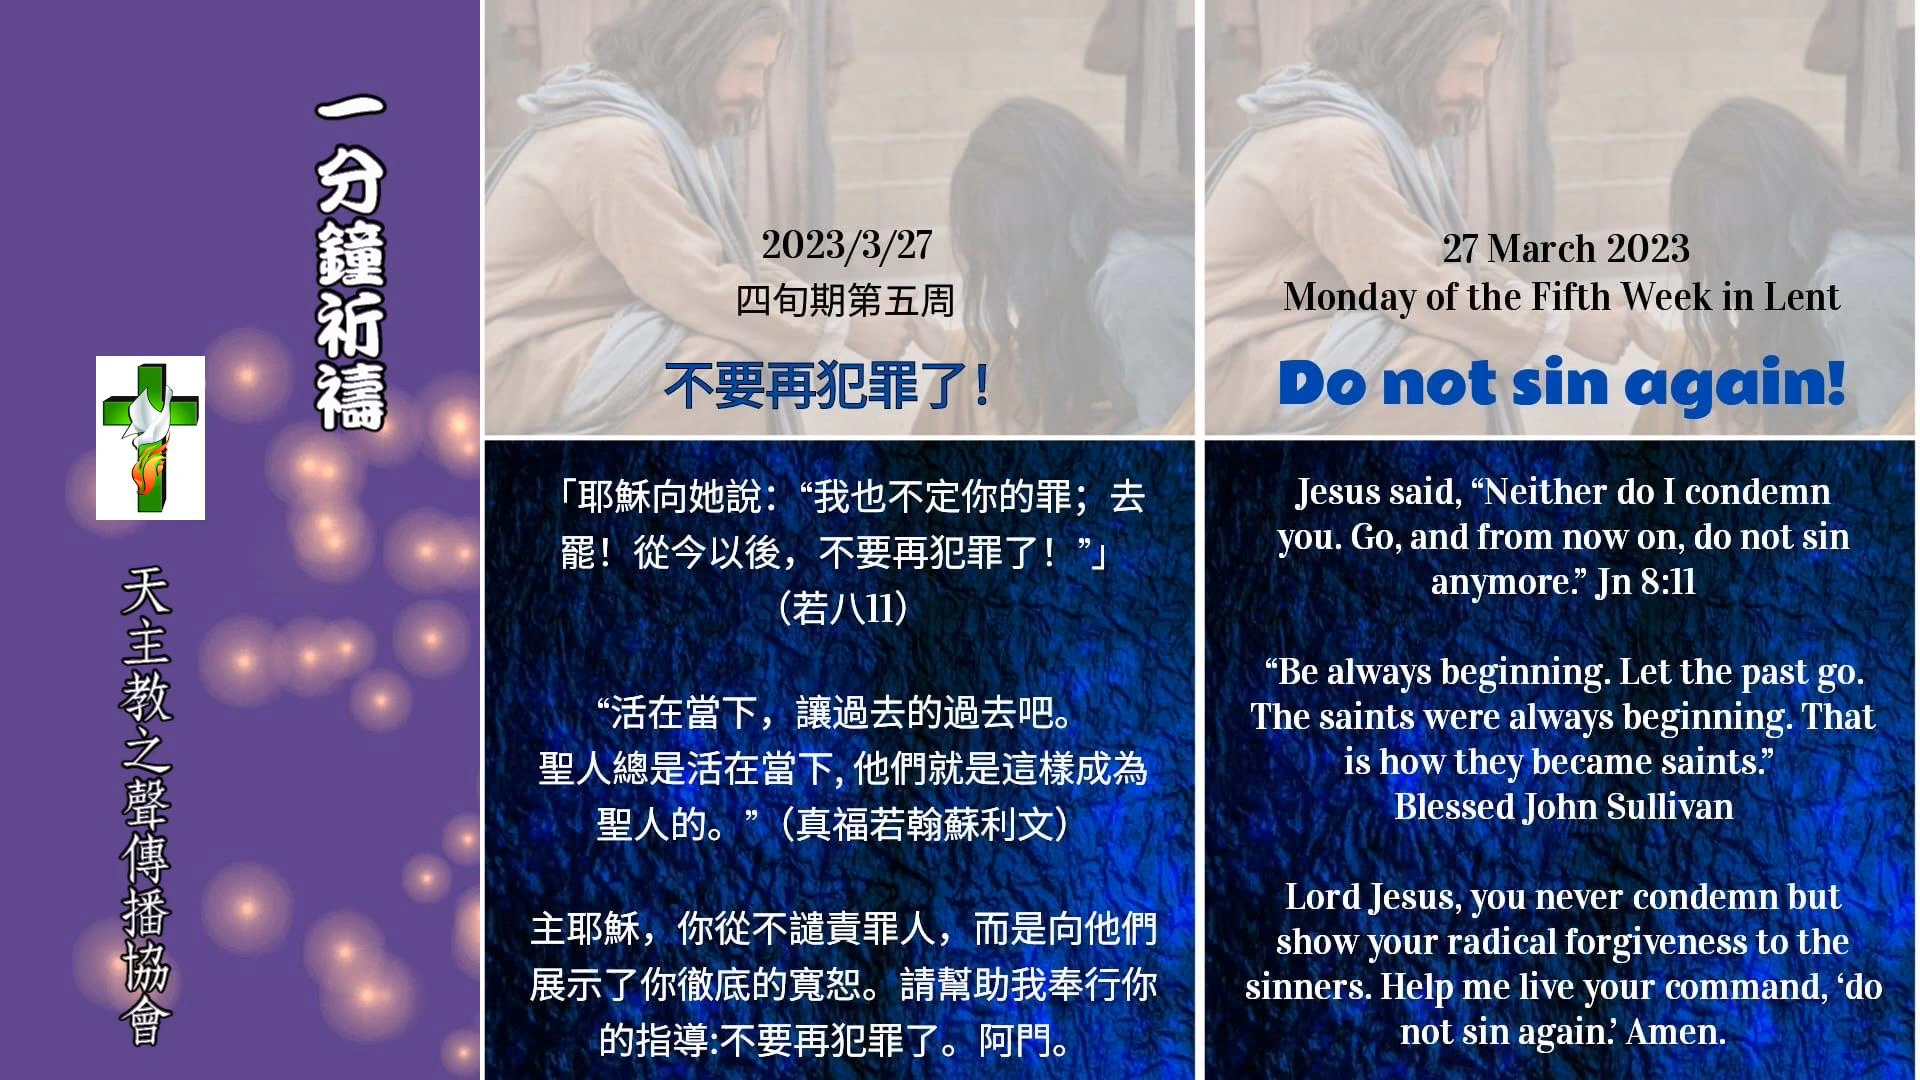 一分鐘祈禱
天主教之聲傳播協會
2023/3/27
四旬期第五周
不要再犯罪了！
「耶穌向她說：“我也不定你的罪；去
罷！從今以後，不要再犯罪了！”」
（若八11）
“活在當下，讓過去的過去吧。
聖人總是活在當下, 他們就是這樣成為
聖人的。”（真福若翰蘇利文）
主耶穌，你從不譴責罪人，而是向他們
展示了你徹底的寬恕。請幫助我奉行你
的指導:不要再犯罪了。阿門。
27 March 2023
Monday of the Fifth Week in Lent
Do not sin again!
Jesus said, “Neither do I condemn
you. Go, and from now on, do not sin
anymore.” Jn 8:11
“Be always beginning. Let the past go.
The saints were always beginning. That
is how they became saints.”
Blessed John Sullivan
Lord Jesus, you never condemn but
show your radical forgiveness to the
sinners. Help me live your command, ‘do
not sin again.’ Amen.